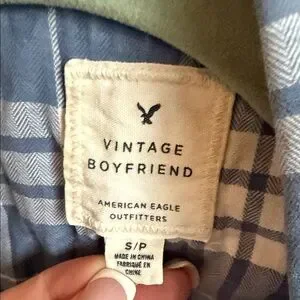 VINTAGE
BOYFRIEND
AMERICAN EAGLE
OUTFITTERS
S/P
MADE IN CHINA
FABRIQUÉ EN
CHINE